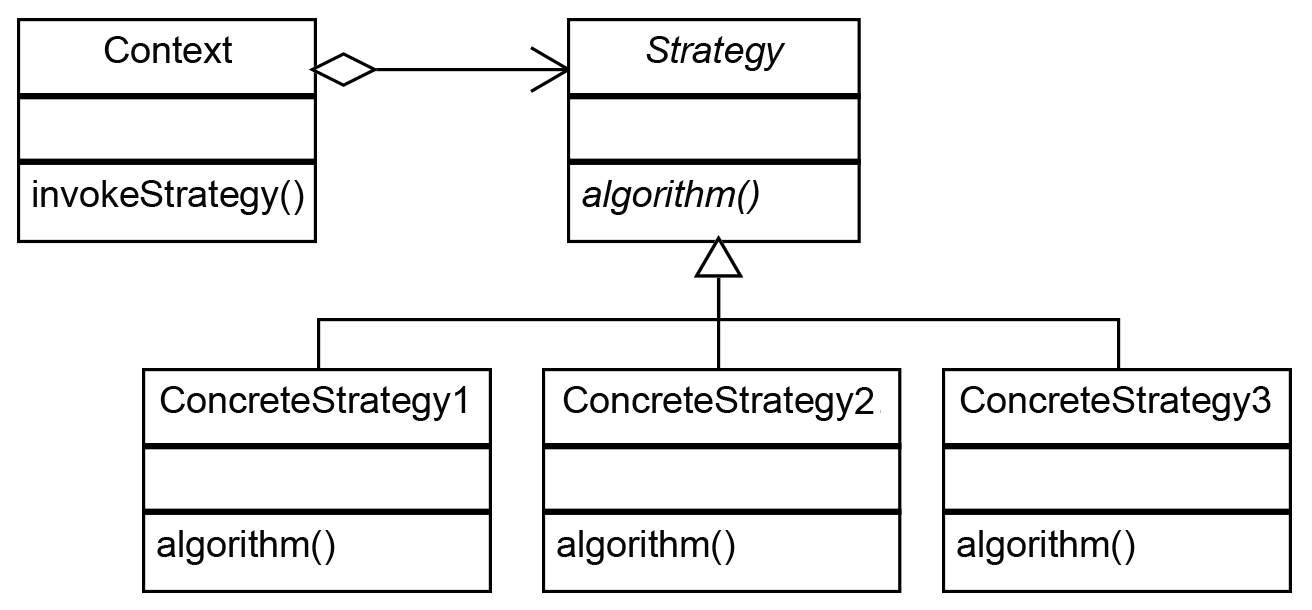 Context
Strategy
invokeStrategy()
algorithm()
ConcreteStrategy1
ConcreteStrategy2
ConcreteStrategy3
algorithm()
algorithm()
algorithm()